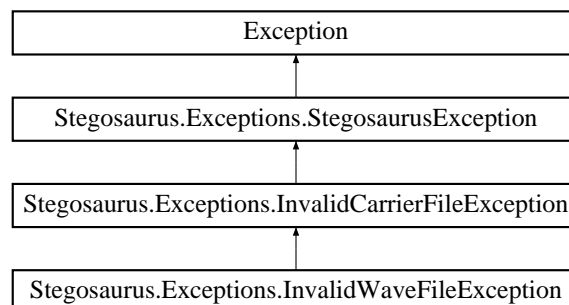 Exception
Stegosaurus.Exceptions.StegosaurusException
Stegosaurus.Exceptions.InvalidCarrierFileException
Stegosaurus.Exceptions.InvalidWaveFileException